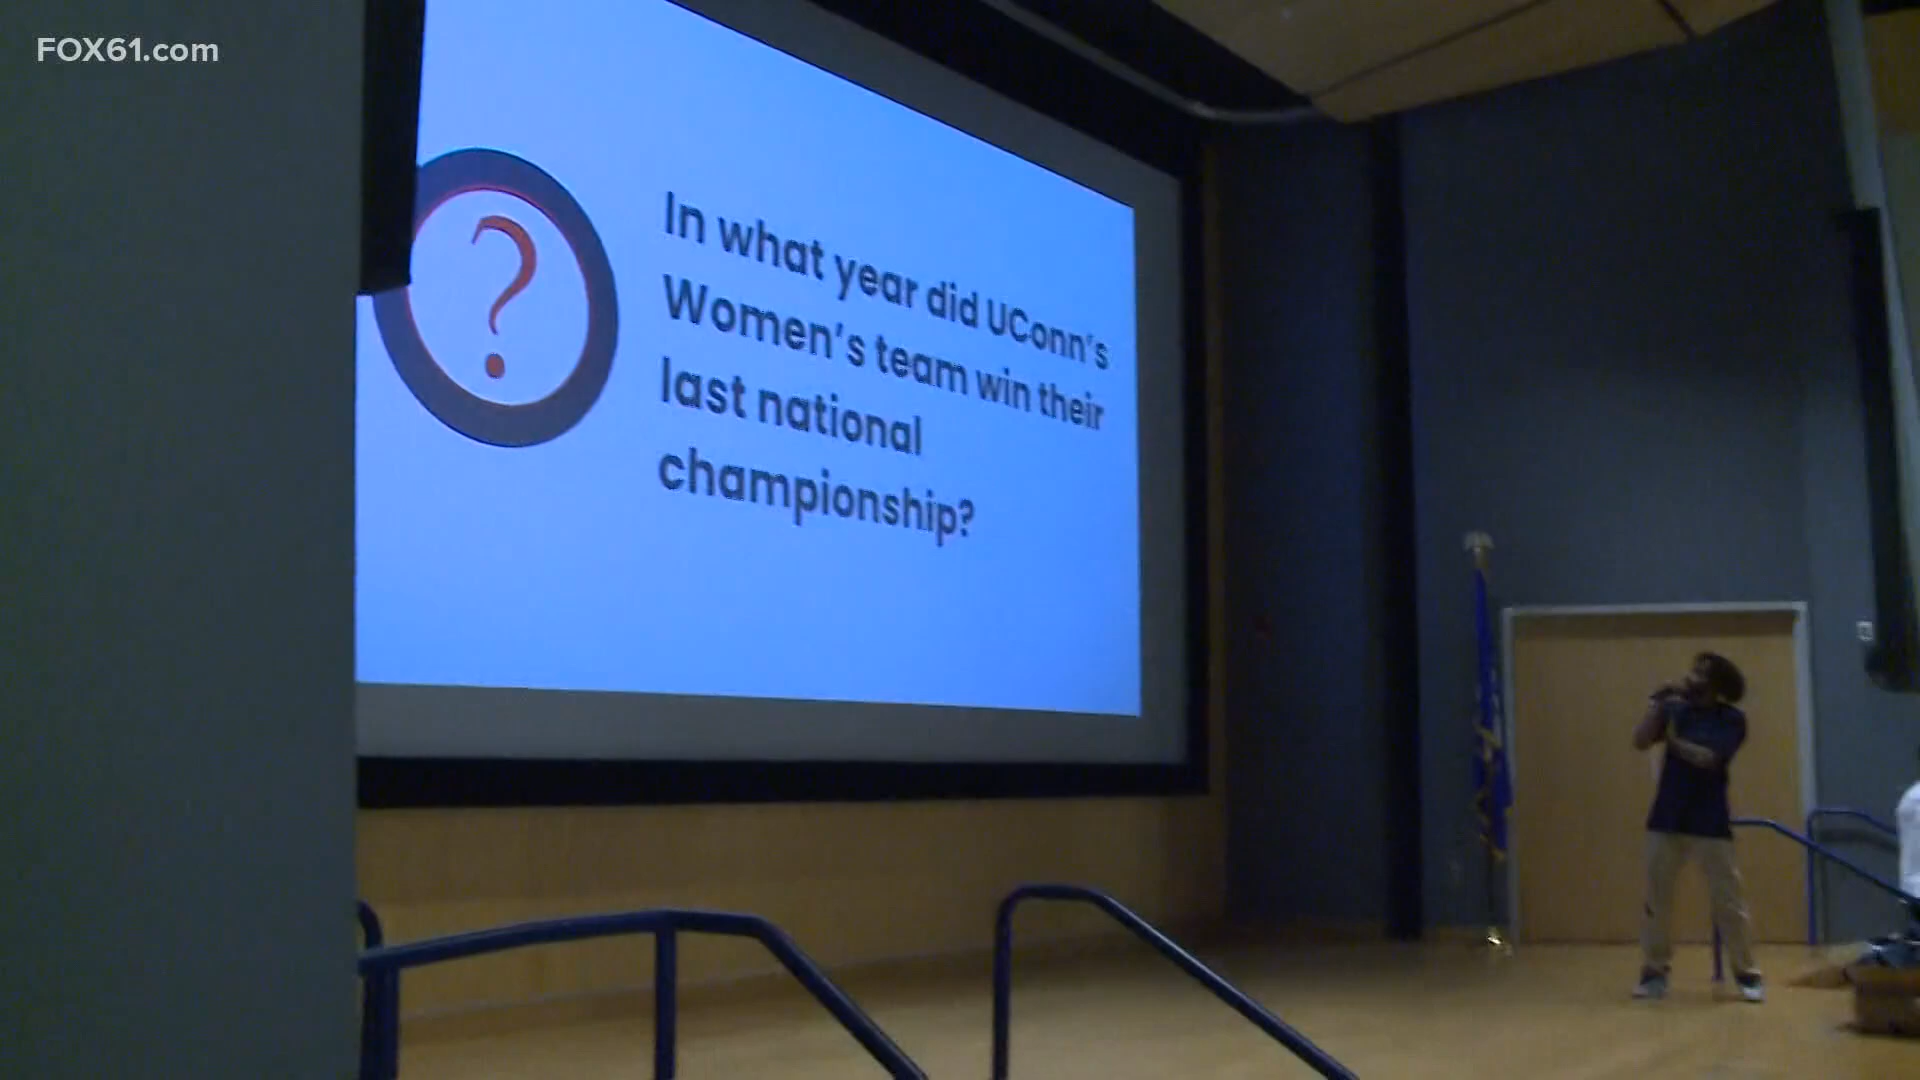 FOX61.com
?
In what year did UConn's
Women's team win their
last national
championship?